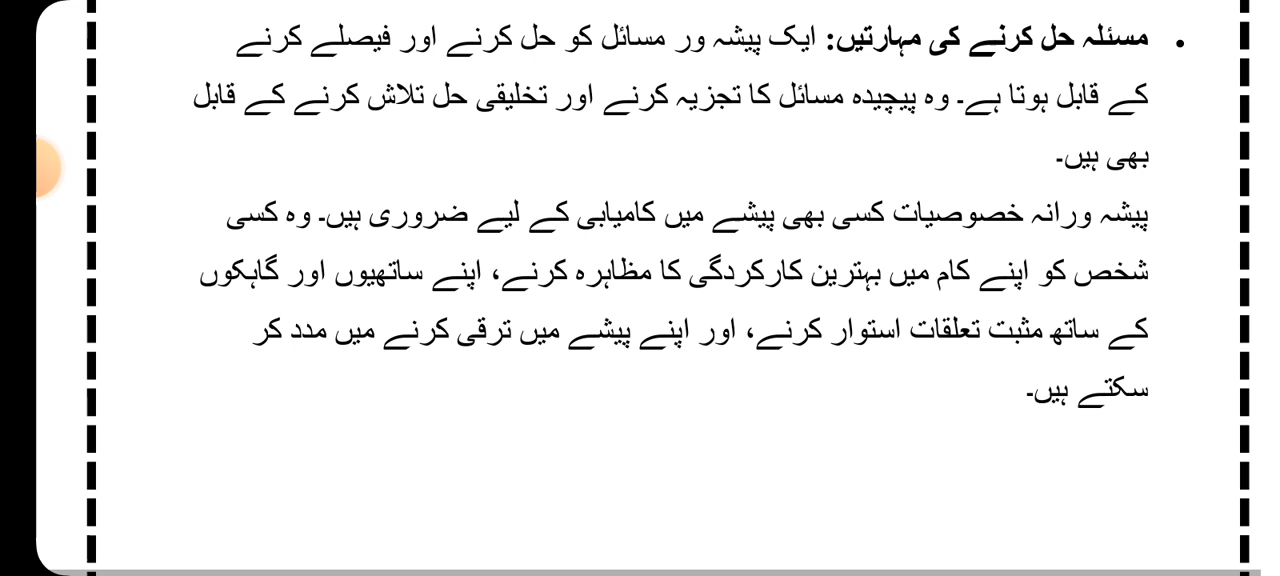 • مسئلہ حل کرنے کی مہارتیں: ایک پیشہ ور مسائل کو حل کرنے اور فیصلے کرنے
کے قابل ہوتا ہے۔ وہ پیچیدہ مسائل کا تجزیہ کرنے اور تخلیقی حل تلاش کرنے کے قابل
بھی ہیں۔
پیشہ ورانہ خصوصیات کسی بھی پیشے میں کامیابی کے لیے ضروری ہیں۔ وہ کسی
شخص کو اپنے کام میں بہترین کارکردگی کا مظاہرہ کرنے، اپنے ساتھیوں اور گاہکوں
کے ساتھ مثبت تعلقات استوار کرنے، اور اپنے پیشے میں ترقی کرنے میں مدد کر
سکتے ہیں۔